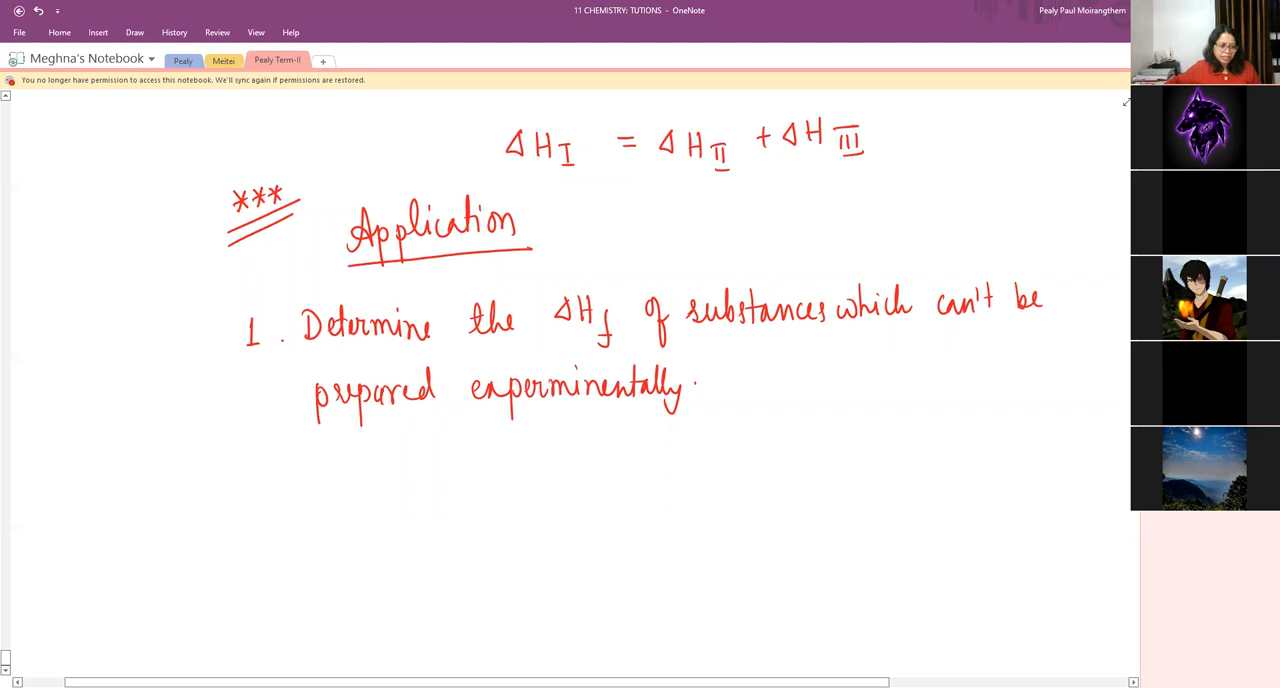 11 CHEMISTRY: TUTIONS - OneNote
Pealy Paul Moirangthem
File Home Insert Draw History Review View Help
Meghna's Notebook Pealy Meitei Pealy Term-II +
You no longer have permission to access this notebook. We'll sync again if permissions are restored.
ΔH I = ΔH II + ΔH III
***
Application
1. Determine the ΔHf of substances which can't be
prepared experminentally.